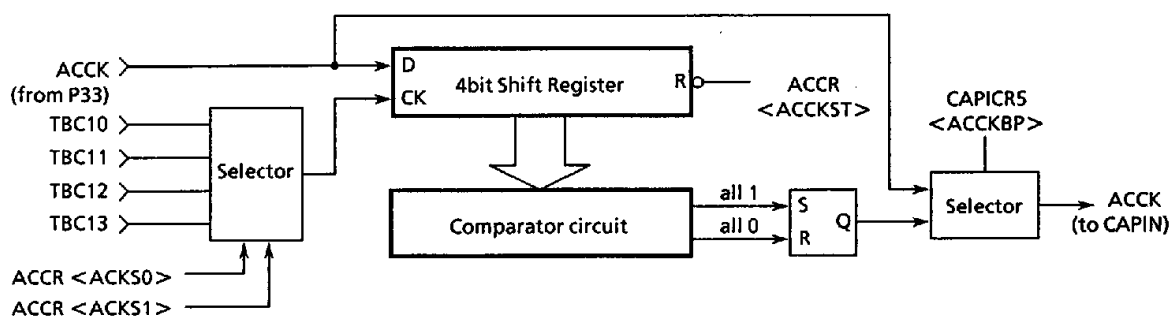 ACCK
(from P33)
TBC10
TBC11
TBC12
TBC13
Selector
ACCR <ACKS0>
ACCR <ACKS1>
D
CK
4bit Shift Register
R
ACCR
<ACCKST>
Comparator circuit
all 1
all 0
S
R
Q
CAPICR5
<ACCKBP>
Selector
ACCK
(to CAPIN)